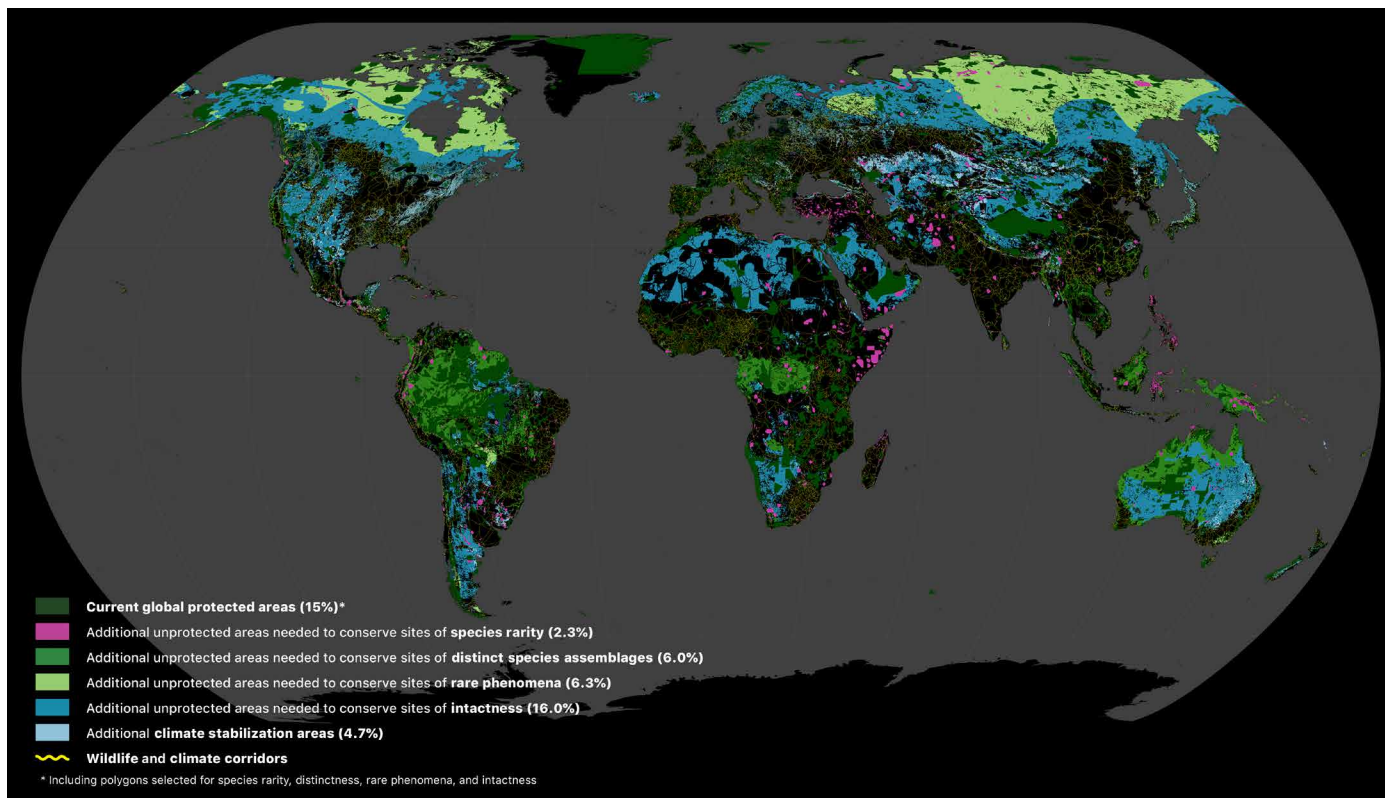 Current global protected areas (15%)*
Additional unprotected areas needed to conserve sites of species rarity (2.3%)
Additional unprotected areas needed to conserve sites of distinct species assemblages (6.0%)
Additional unprotected areas needed to conserve sites of rare phenomena (6.3%)
Additional unprotected areas needed to conserve sites of intactness (16.0%)
Additional climate stabilization areas (4.7%)
Wildlife and climate corridors
* Including polygons selected for species rarity, distinctness, rare phenomena, and intactness